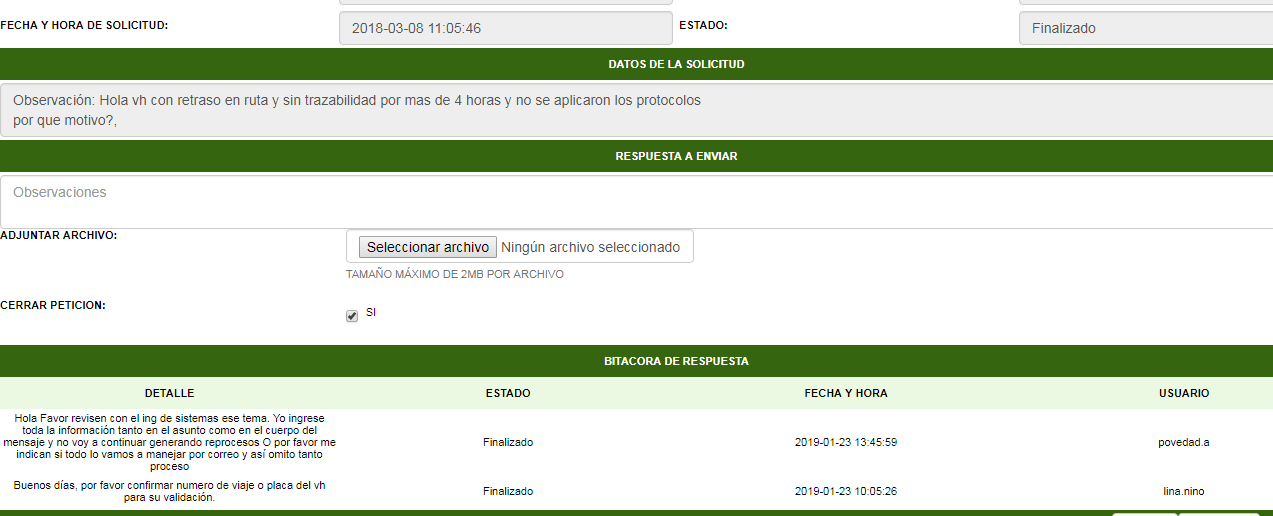 FECHA Y HORA DE SOLICITUD: 2018-03-08 11:05:46 ESTADO: Finalizado
DATOS DE LA SOLICITUD
Observación: Hola vh con retraso en ruta y sin trazabilidad por mas de 4 horas y no se aplicaron los protocolos
por que motivo?,
RESPUESTA A ENVIAR
Observaciones
ADJUNTAR ARCHIVO: Seleccionar archivo Ningún archivo seleccionado
TAMAÑO MÁXIMO DE 2MB POR ARCHIVO
CERRAR PETICION: SI
BITACORA DE RESPUESTA
DETALLE ESTADO FECHA Y HORA USUARIO
Hola Favor revisen con el ing de sistemas ese tema. Yo ingrese
toda la información tanto en el asunto como en el cuerpo del
mensaje y no voy a continuar generando reprocesos O por favor me
indican si todo lo vamos a manejar por correo y así omito tanto
proceso
Finalizado 2019-01-23 13:45:59 povedad.a
Buenos días, por favor confirmar numero de viaje o placa del vh
para su validación.
Finalizado 2019-01-23 10:05:26 lina.nino